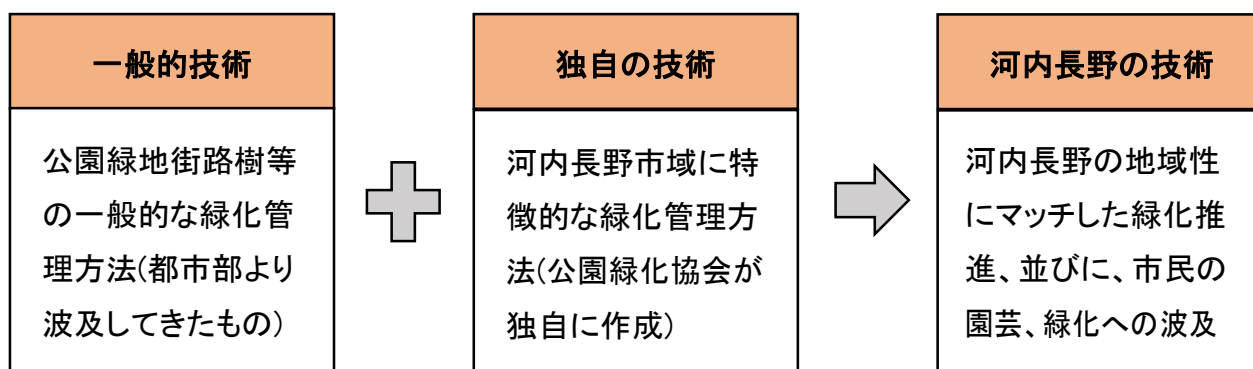 一般的技術
公園緑地街路樹等
の一般的な緑化管
理方法(都市部より
波及してきたもの)
独自の技術
河内長野市域に特
徴的な緑化管理方
法(公園緑化協会が
独自に作成)
河内長野の技術
河内長野の地域性
にマッチした緑化推
進、並びに、市民の
園芸、緑化への波及